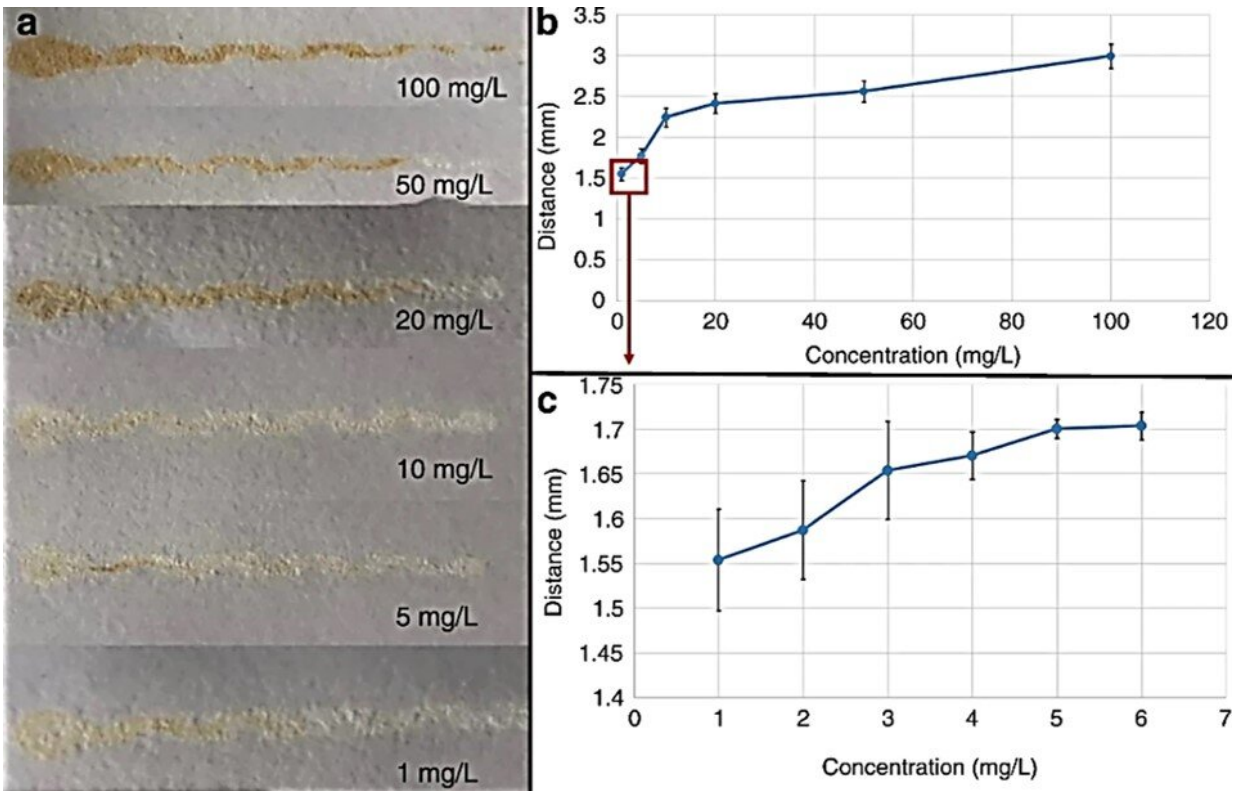 a
100 mg/L
50 mg/L
20 mg/L
10 mg/L
5 mg/L
1 mg/L
b
3.5
3
2.5
2
1.5
1
0.5
0
Distance (mm)
0 20 40 60 80 100 120
Concentration (mg/L)
c
1.75
1.7
1.65
1.6
1.55
1.5
1.45
1.4
Distance (mm)
0 1 2 3 4 5 6 7
Concentration (mg/L)